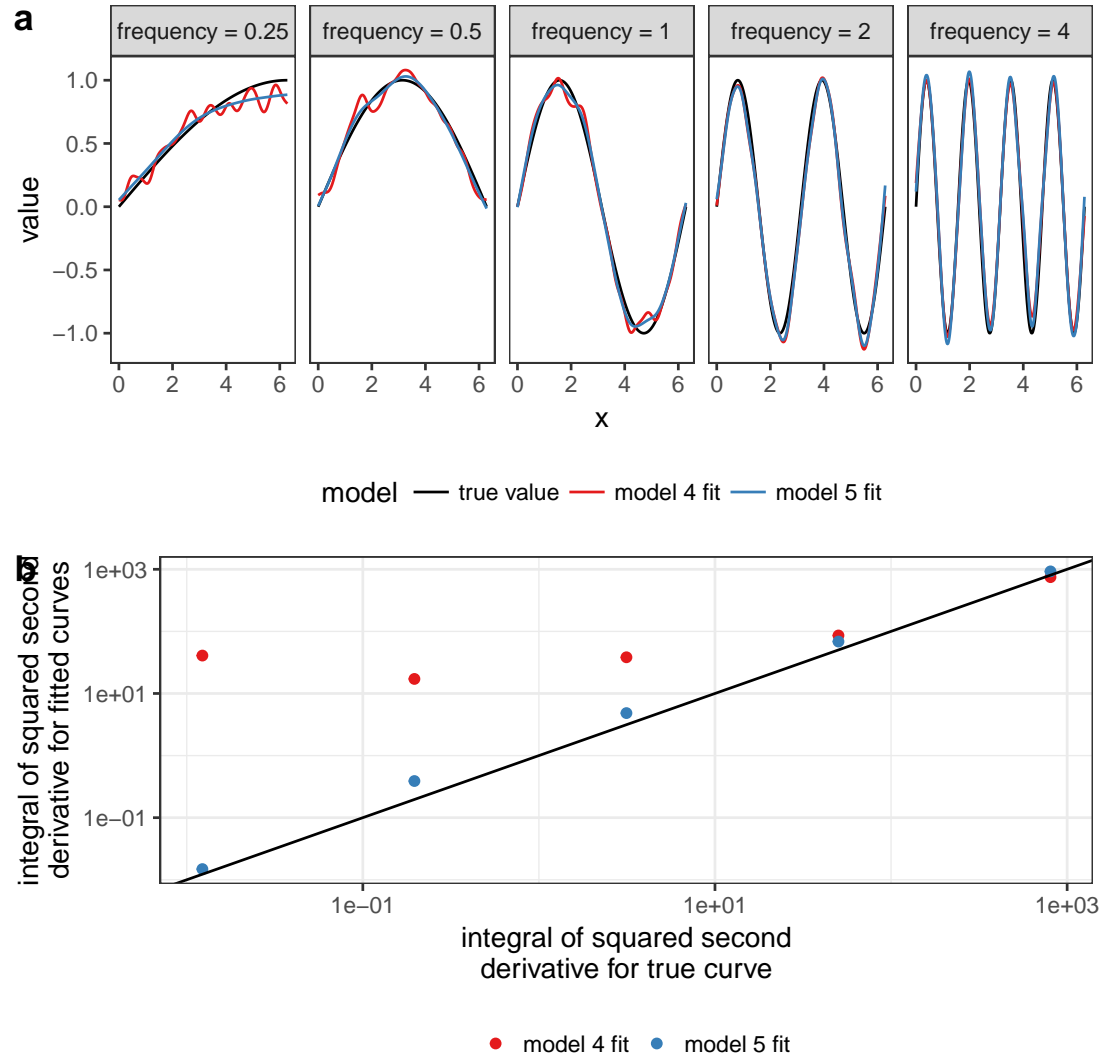 a
frequency = 0.25 frequency = 0.5 frequency = 1 frequency = 2 frequency = 4
1.0
0.5
0.0
−0.5
−1.0
value
0 2 4 6 0 2 4 6 0 2 4 6 0 2 4 6 0 2 4 6
x
model true value model 4 fit model 5 fit
b
integral of squared second
derivative for fitted curves
1e+03
1e+01
1e−01
1e−01 1e+01 1e+03
integral of squared second
derivative for true curve
model 4 fit model 5 fit